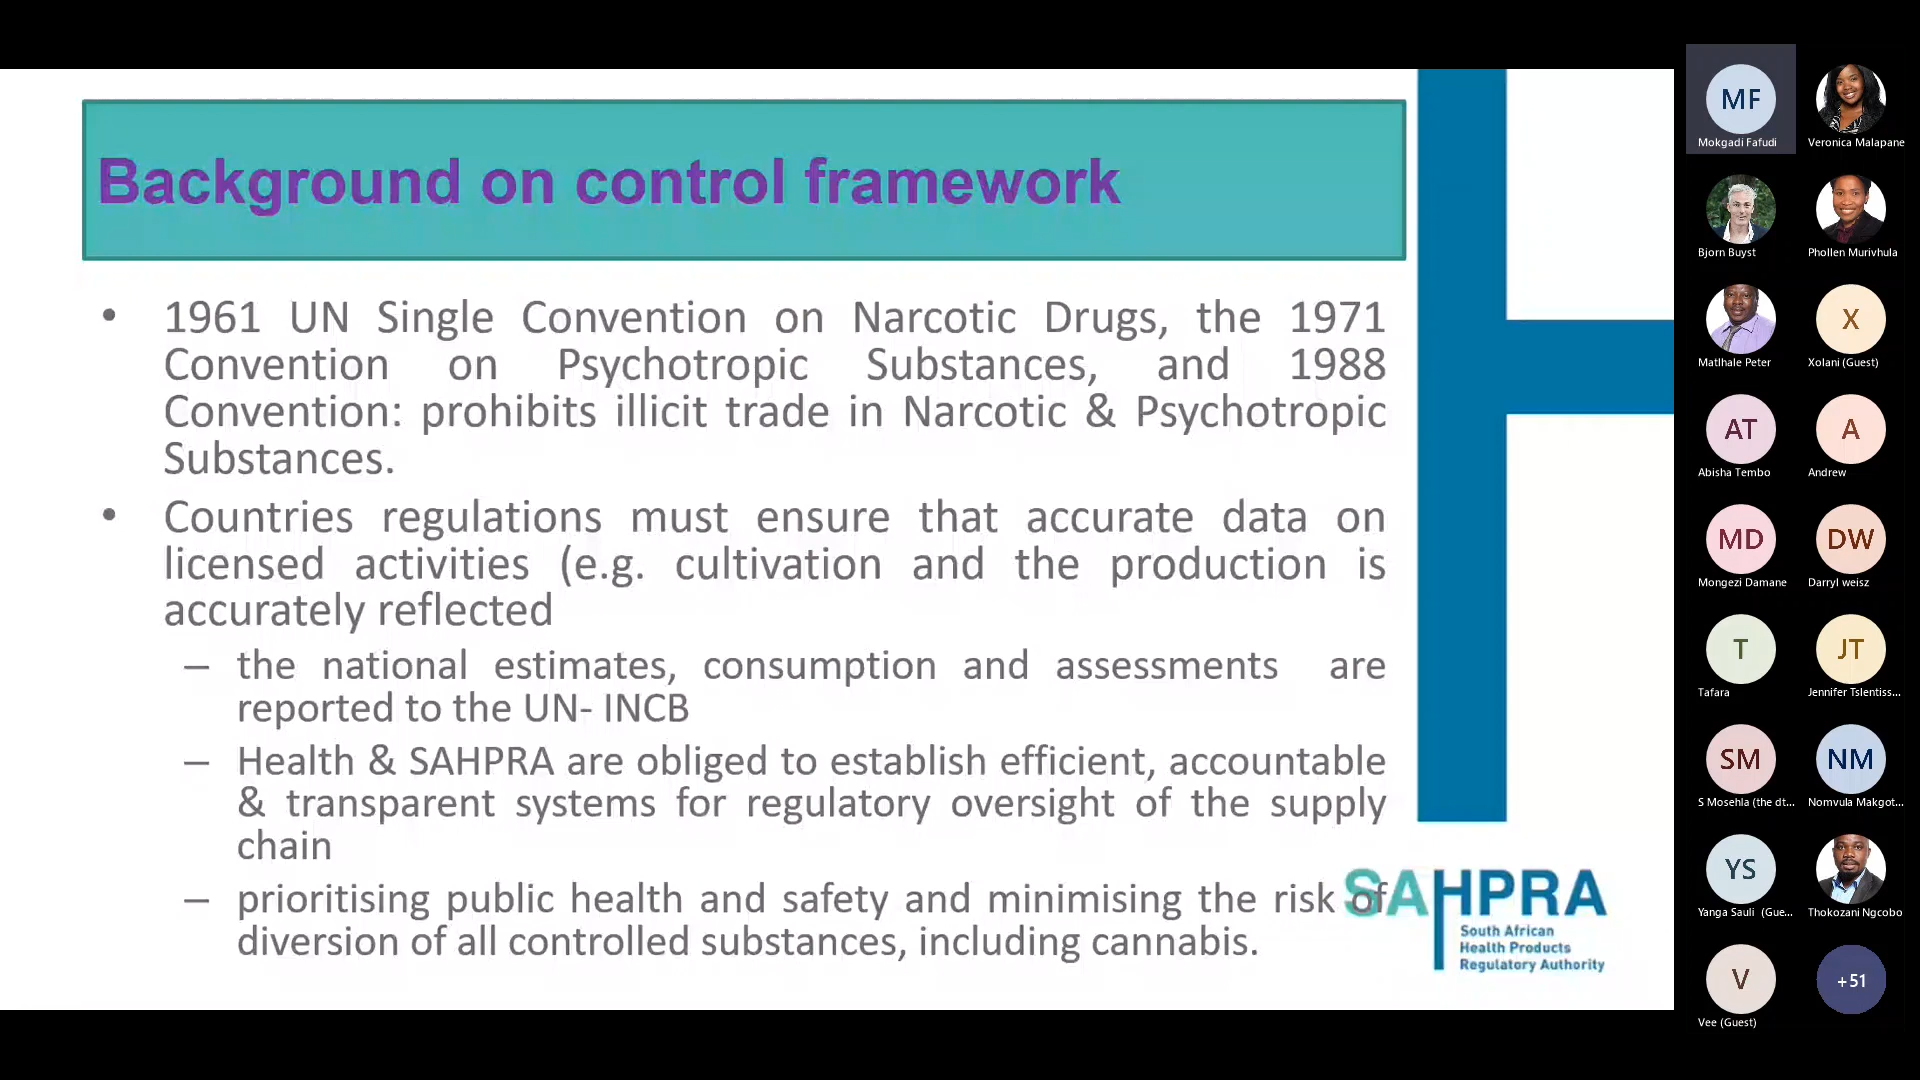 Background on control framework
• 1961 UN Single Convention on Narcotic Drugs, the 1971
Convention on Psychotropic Substances, and 1988
Convention: prohibits illicit trade in Narcotic & Psychotropic
Substances.
• Countries regulations must ensure that accurate data on
licensed activities (e.g. cultivation and the production is
accurately reflected
– the national estimates, consumption and assessments are
reported to the UN- INCB
– Health & SAHPRA are obliged to establish efficient, accountable
& transparent systems for regulatory oversight of the supply
chain
– prioritising public health and safety and minimising the risk of
diversion of all controlled substances, including cannabis.
SAHPRA
South African
Health Products
Regulatory Authority
MF
Mokgadi Fafudi
Veronica Malapane
Bjorn Buyst
Phollen Murivhula
Matlhale Peter
X
Xolani (Guest)
AT
Abisha Tembo
A
Andrew
MD
Mongezi Damane
DW
Darryl weisz
T
Tafara
JT
Jennifer Tslentiss...
SM
S Mosehla (the dt...
NM
Nomvula Makgot...
YS
Yanga Sauli (Gue...
Thokozani Ngcobo
V
Vee (Guest)
+51